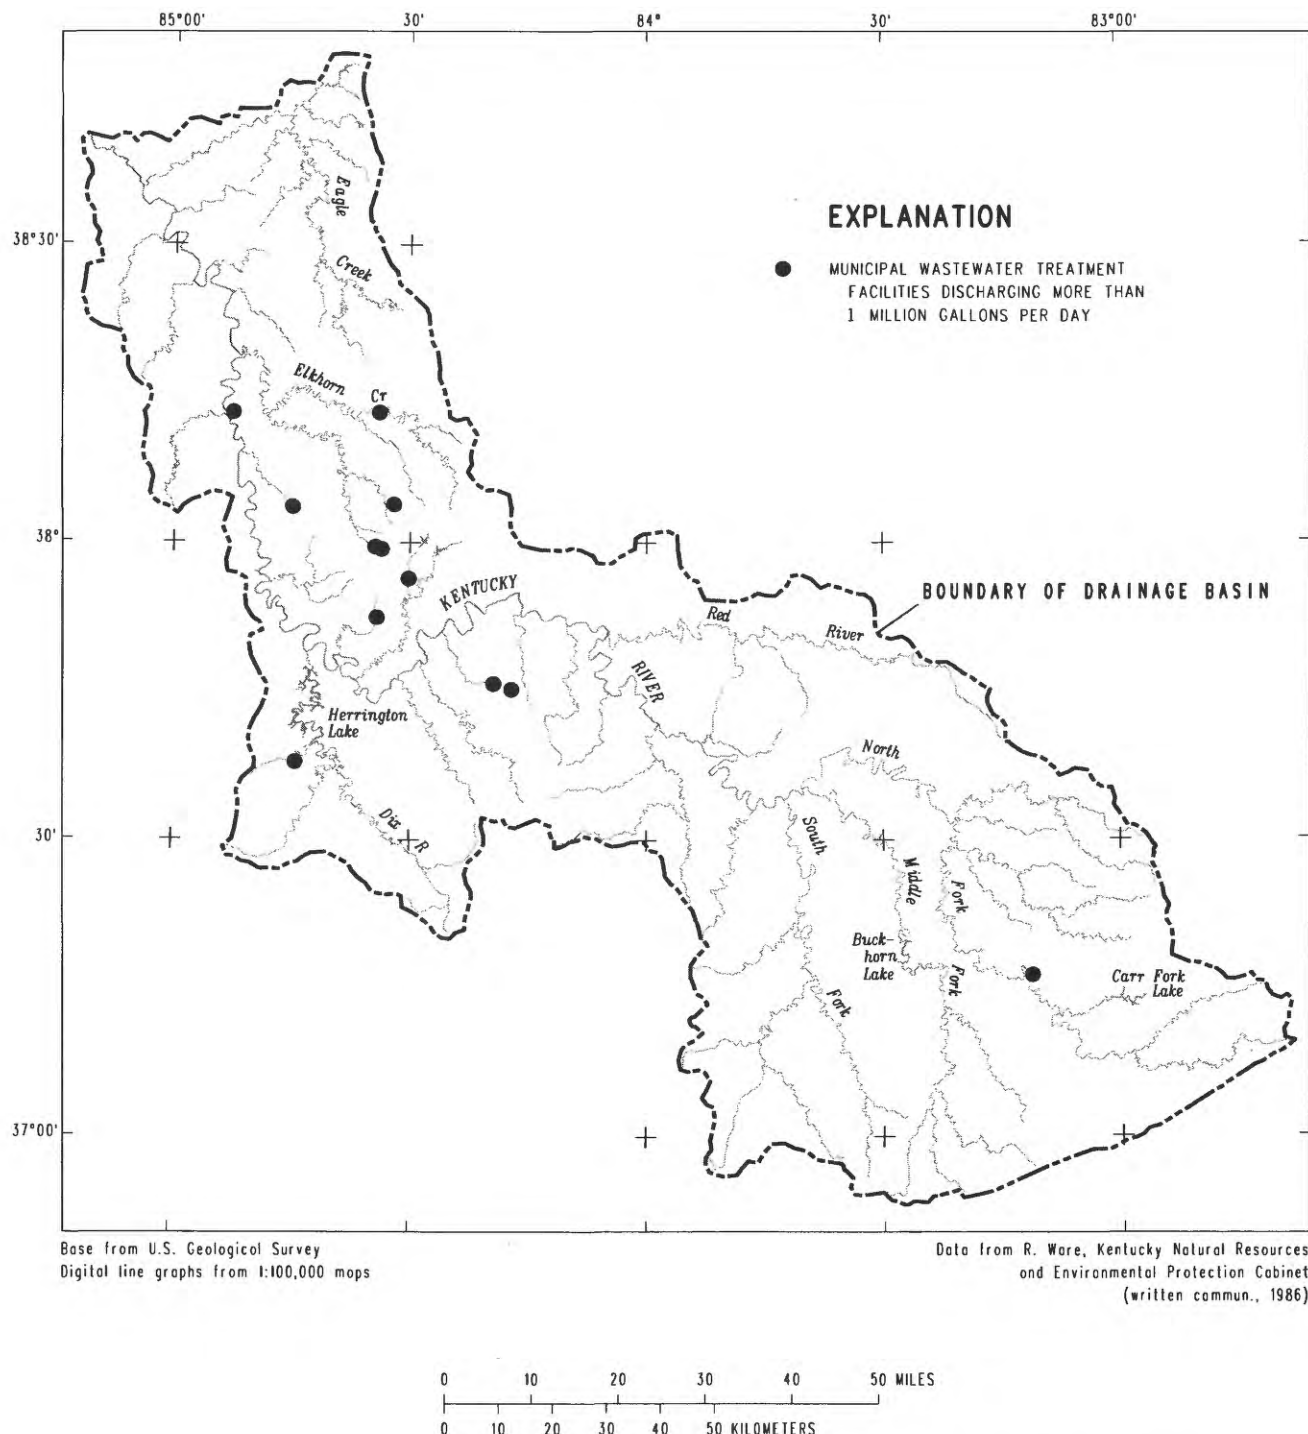 85°00' 30' 84° 30' 83°00'
Eagle
EXPLANATION
38°30'
Creek
MUNICIPAL WASTEWATER TREATMENT
FACILITIES DISCHARGING MORE THAN
1 MILLION GALLONS PER DAY
Elkhorn
Cr
38°
KENTUCKY
BOUNDARY OF DRAINAGE BASIN
Red
River
RIVER
Herrington
Lake
North
Dix R
30'
South
Middle
Fork
Buck-
horn
Lake
Fork
Fork
Carr Fork
Lake
37°00'
Base from U.S. Geological Survey
Digital line graphs from 1:100,000 maps
Data from R. Ware, Kentucky Natural Resources
and Environmental Protection Cabinet
(written commun., 1986)
0 10 20 30 40 50 MILES
0 10 20 30 40 50 KILOMETERS